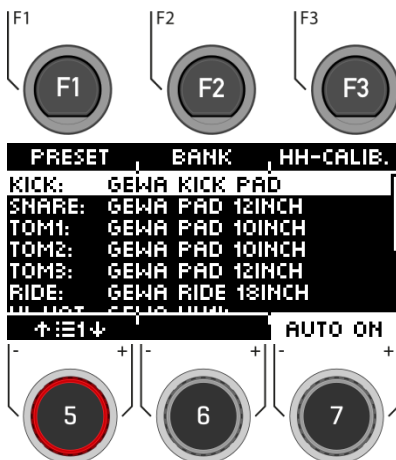 F1 F2 F3
F1 F2 F3
PRESET BANK HH-CALIB.
KICK: GEWA KICK PAD
SNARE: GEWA PAD 12INCH
TOM1: GEWA PAD 10INCH
TOM2: GEWA PAD 10INCH
TOM3: GEWA PAD 12INCH
RIDE: GEWA RIDE 18INCH
↑ 1 ↓ AUTO ON
- + - + - +
5 6 7